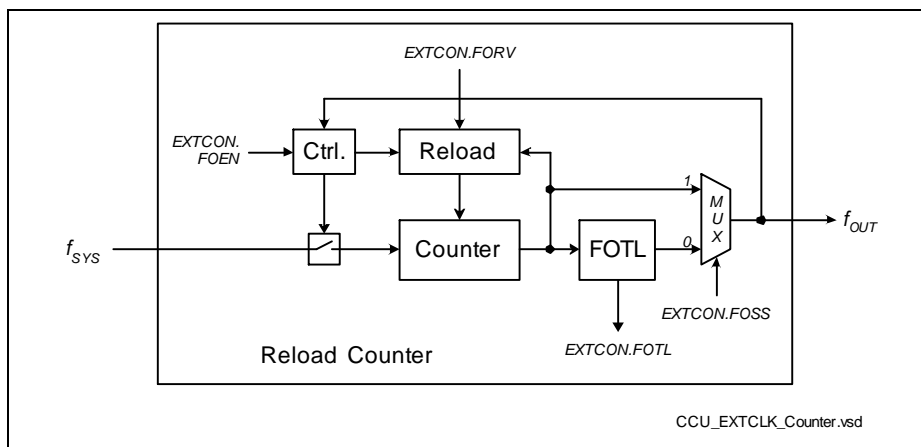 EXTCON.FORV
EXTCON.
FOEN
Ctrl.
Reload
1
f_SYS
Counter
FOTL
0
MUX
f_OUT
EXTCON.FOSS
EXTCON.FOTL
Reload Counter
CCU_EXTCLK_Counter.vsd